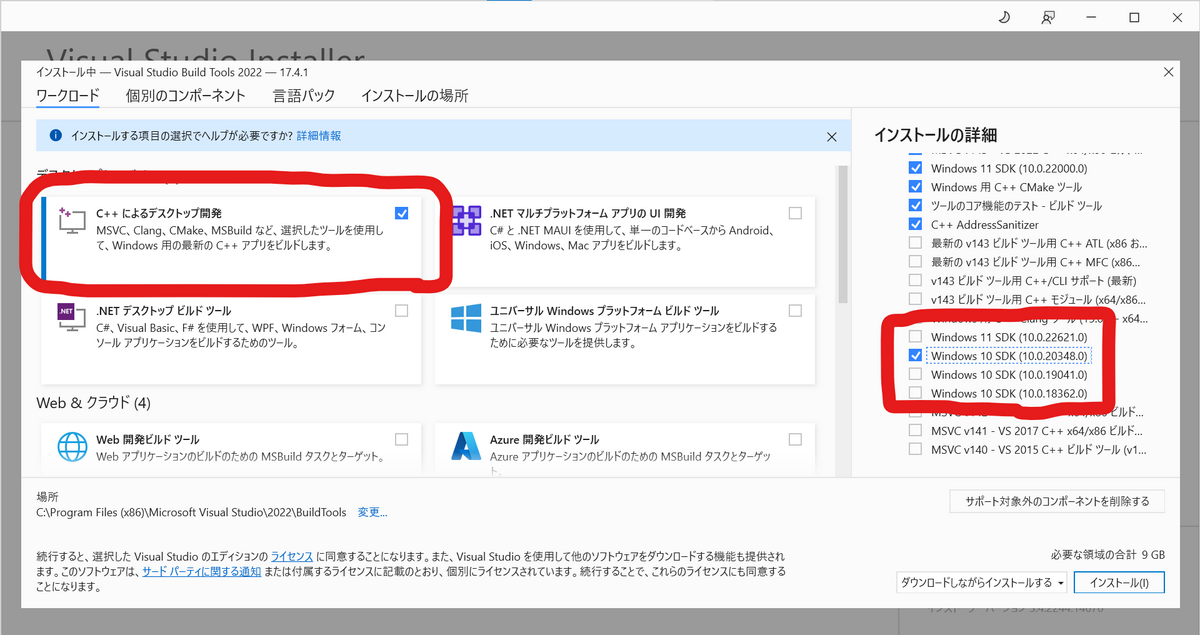 Visual Studio Installer
インストール中 — Visual Studio Build Tools 2022 — 17.4.1
ワークロード 個別のコンポーネント 言語パック インストールの場所
インストールする項目の選択でヘルプが必要ですか? 詳細情報
C++ によるデスクトップ開発
MSVC、Clang、CMake、MSBuild など、選択したツールを使用し
て、Windows 用の最新の C++ アプリをビルドします。
.NET マルチプラットフォーム アプリの UI 開発
C# と .NET MAUI を使用して、単一のコードベースから Android、
iOS、Windows、Mac アプリをビルドします。
.NET
.NET デスクトップ ビルド ツール
C#、Visual Basic、F# を使用して、WPF、Windows フォーム、コン
ソール アプリケーションをビルドするためのツール。
ユニバーサル Windows プラットフォーム ビルド ツール
ユニバーサル Windows プラットフォーム アプリケーションをビルドする
ために必要なツールを提供します。
Web & クラウド (4)
Web 開発ビルド ツール
Web アプリケーションのビルドのための MSBuild タスクとターゲット。
Azure 開発ビルド ツール
Azure アプリケーションのビルドのための MSBuild タスクとターゲッ
ト。
インストールの詳細
Windows 11 SDK (10.0.22000.0)
Windows 用 C++ CMake ツール
ツールのコア機能のテスト - ビルド ツール
C++ AddressSanitizer
最新の v143 ビルド ツール用 C++ ATL (x86 お...
最新の v143 ビルド ツール用 C++ MFC (x86...
v143 ビルド ツール用 C++/CLI サポート (最新)
v143 ビルド ツール用 C++ モジュール (x64/x86...
Windows 11 SDK (10.0.22621.0)
Windows 10 SDK (10.0.20348.0)
Windows 10 SDK (10.0.19041.0)
Windows 10 SDK (10.0.18362.0)
MSVC v141 - VS 2017 C++ x64/x86 ビルド...
MSVC v140 - VS 2015 C++ ビルド ツール (v1...
場所
C:\Program Files (x86)\Microsoft Visual Studio\2022\BuildTools 変更...
サポート対象外のコンポーネントを削除する
続行すると、選択した Visual Studio のエディションの ライセンス に同意することになります。また、Visual Studio を使用して他のソフトウェアをダウンロードする機能も提供され
ます。このソフトウェアは、サード パーティに関する通知 または付属するライセンスに記載のとおり、個別にライセンスされています。続行することで、これらのライセンスにも同意する
ことになります。
必要な領域の合計 9 GB
ダウンロードしながらインストールする インストール(I)